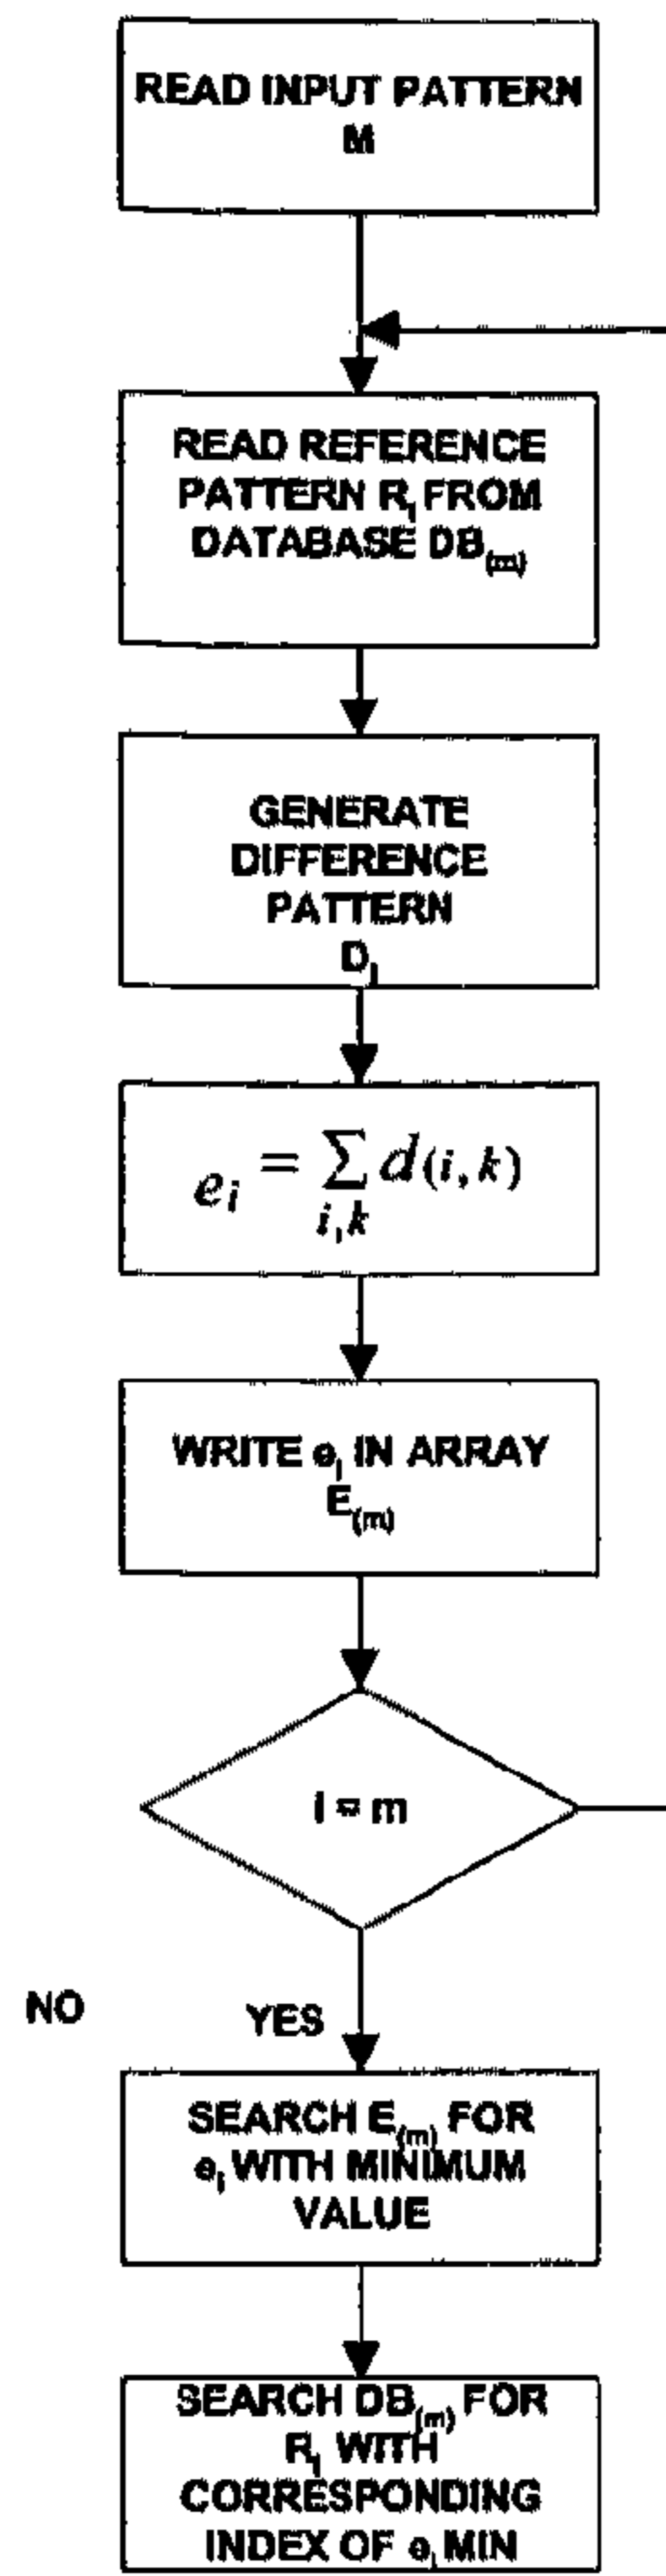 READ INPUT PATTERN
M
READ REFERENCE
PATTERN Rᵢ FROM
DATABASE DB₍ₘ₎
GENERATE
DIFFERENCE
PATTERN
Dᵢ
eᵢ = Σ d(i,k)
i,k
WRITE eᵢ IN ARRAY
E₍ₘ₎
i = m
NO
YES
SEARCH E₍ₘ₎ FOR
eᵢ WITH MINIMUM
VALUE
SEARCH DB₍ₘ₎ FOR
Rᵢ WITH
CORRESPONDING
INDEX OF eᵢ MIN